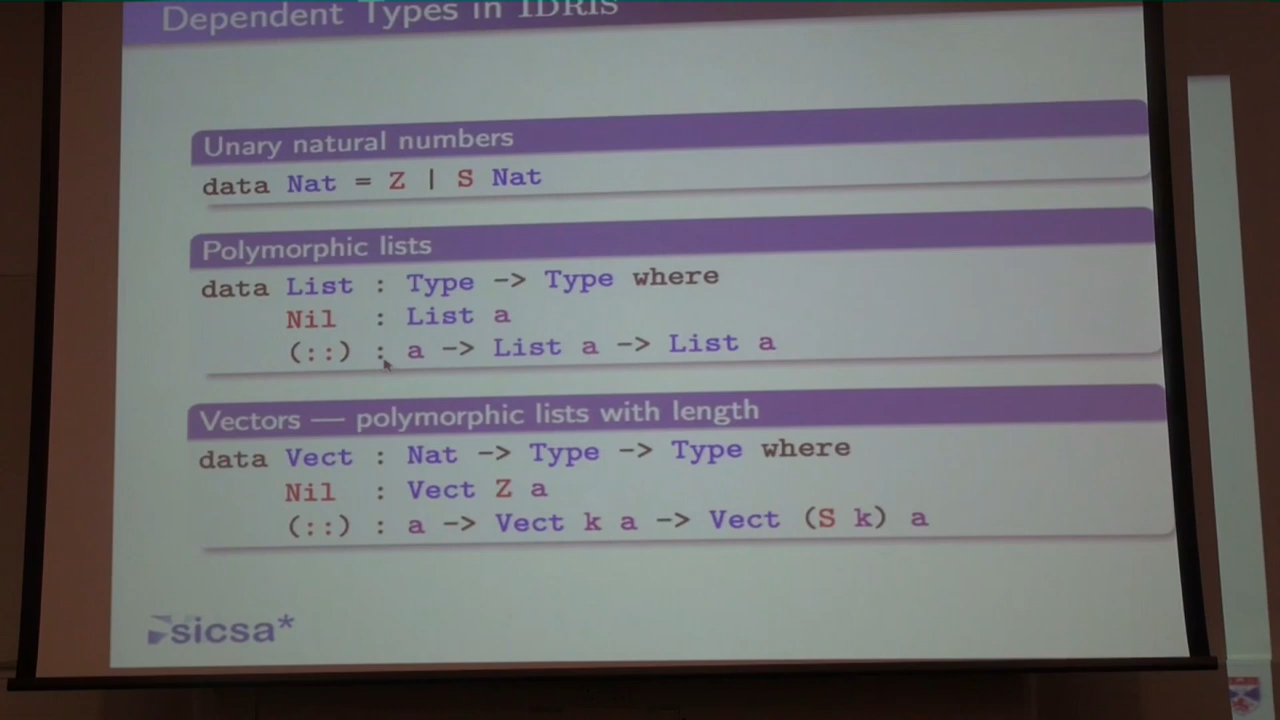 Dependent Types in IDRIS
Unary natural numbers
data Nat = Z | S Nat
Polymorphic lists
data List : Type -> Type where
Nil : List a
(::) : a -> List a -> List a
Vectors — polymorphic lists with length
data Vect : Nat -> Type -> Type where
Nil : Vect Z a
(::) : a -> Vect k a -> Vect (S k) a
sicsa*